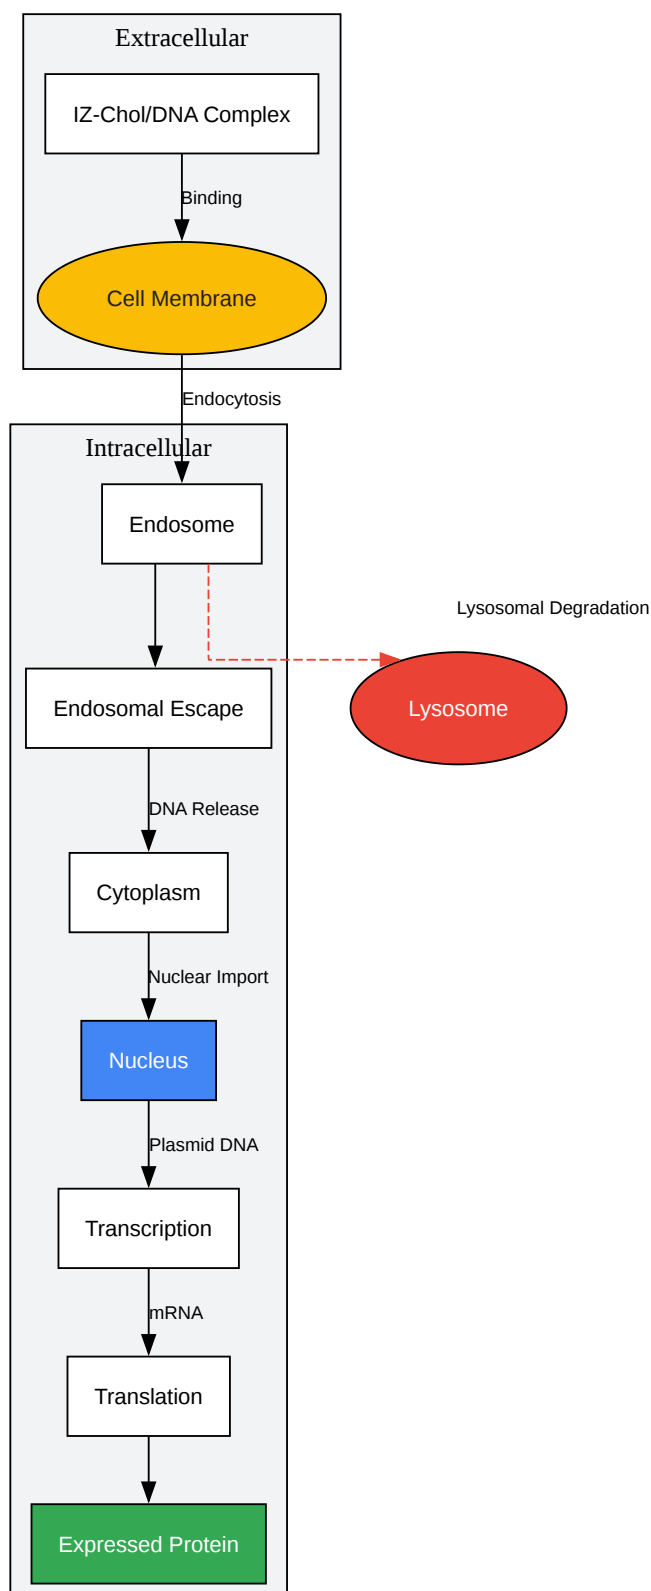 Extracellular
IZ-Chol/DNA Complex
Binding
Cell Membrane
Endocytosis
Intracellular
Endosome
Lysosomal Degradation
Endosomal Escape
Lysosome
DNA Release
Cytoplasm
Nuclear Import
Nucleus
Plasmid DNA
Transcription
mRNA
Translation
Expressed Protein